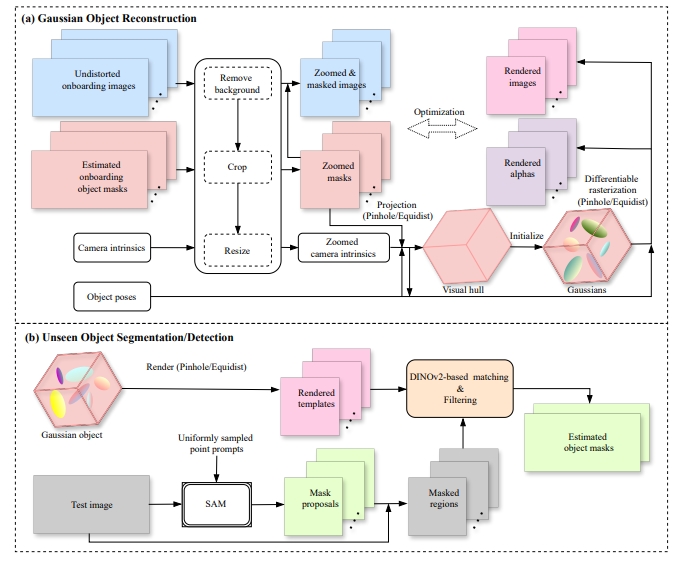 (a) Gaussian Object Reconstruction
Undistorted
onboarding images
Remove
background
Zoomed &
masked images
Rendered
images
Optimization
Estimated
onboarding
object masks
Crop
Zoomed
masks
Rendered
alphas
Projection
(Pinhole/Equidist)
Differentiable
rasterization
(Pinhole/Equidist)
Camera intrinsics
Resize
Zoomed
camera intrinsics
Initialize
Object poses
Visual hull
Gaussians
(b) Unseen Object Segmentation/Detection
Render (Pinhole/Equidist)
Rendered
templates
DINOv2-based matching
&
Filtering
Gaussian object
Estimated
object masks
Uniformly sampled
point prompts
Test image
SAM
Mask
proposals
Masked
regions